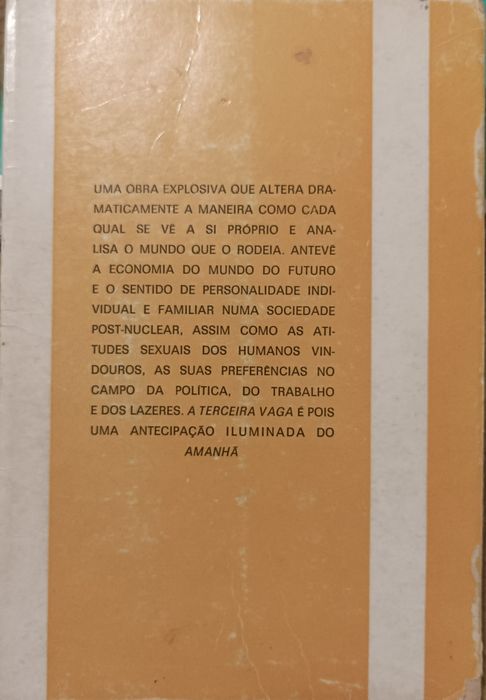 UMA OBRA EXPLOSIVA QUE ALTERA DRA-
MATICAMENTE A MANEIRA COMO CADA
QUAL SE VÊ A SI PRÓPRIO E ANA-
LISA O MUNDO QUE O RODEIA. ANTEVÊ
A ECONOMIA DO MUNDO DO FUTURO
E O SENTIDO DE PERSONALIDADE INDI-
VIDUAL E FAMILIAR NUMA SOCIEDADE
POST-NUCLEAR, ASSIM COMO AS ATI-
TUDES SEXUAIS DOS HUMANOS VIN-
DOUROS, AS SUAS PREFERÊNCIAS NO
CAMPO DA POLÍTICA, DO TRABALHO
E DOS LAZERES. A TERCEIRA VAGA É POIS
UMA ANTECIPAÇÃO ILUMINADA DO
AMANHÃ